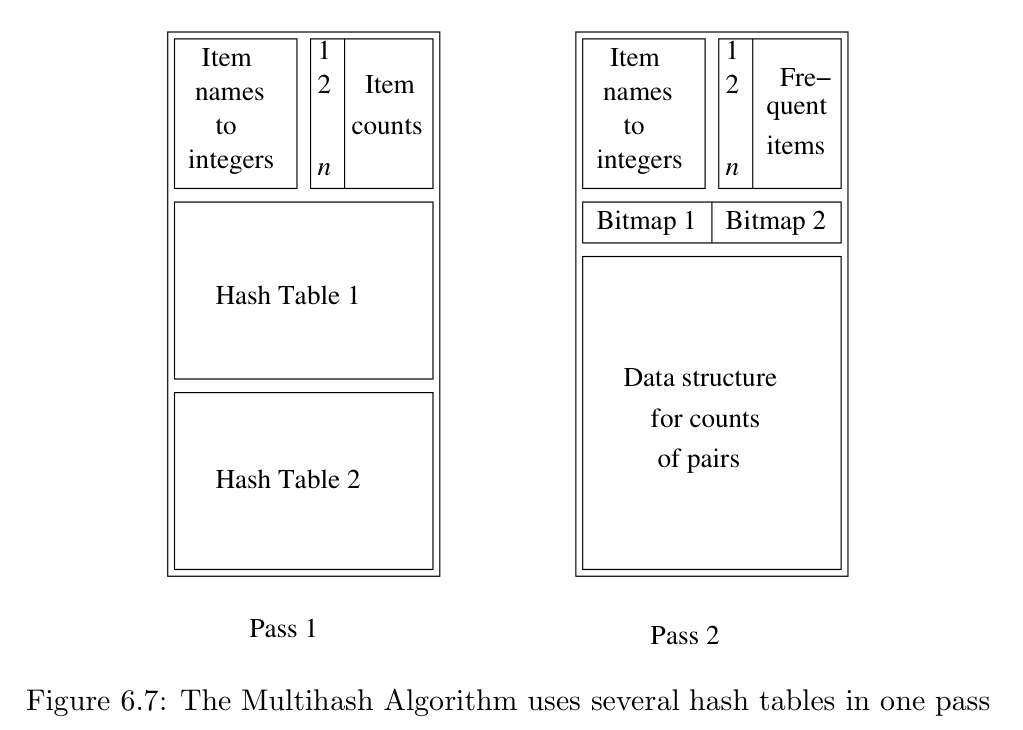 Item
names
to
integers
1
2
n
Item
counts
Hash Table 1
Hash Table 2
Pass 1
Item
names
to
integers
1
2
n
Fre–
quent
items
Bitmap 1
Bitmap 2
Data structure
for counts
of pairs
Pass 2
Figure 6.7: The Multihash Algorithm uses several hash tables in one pass